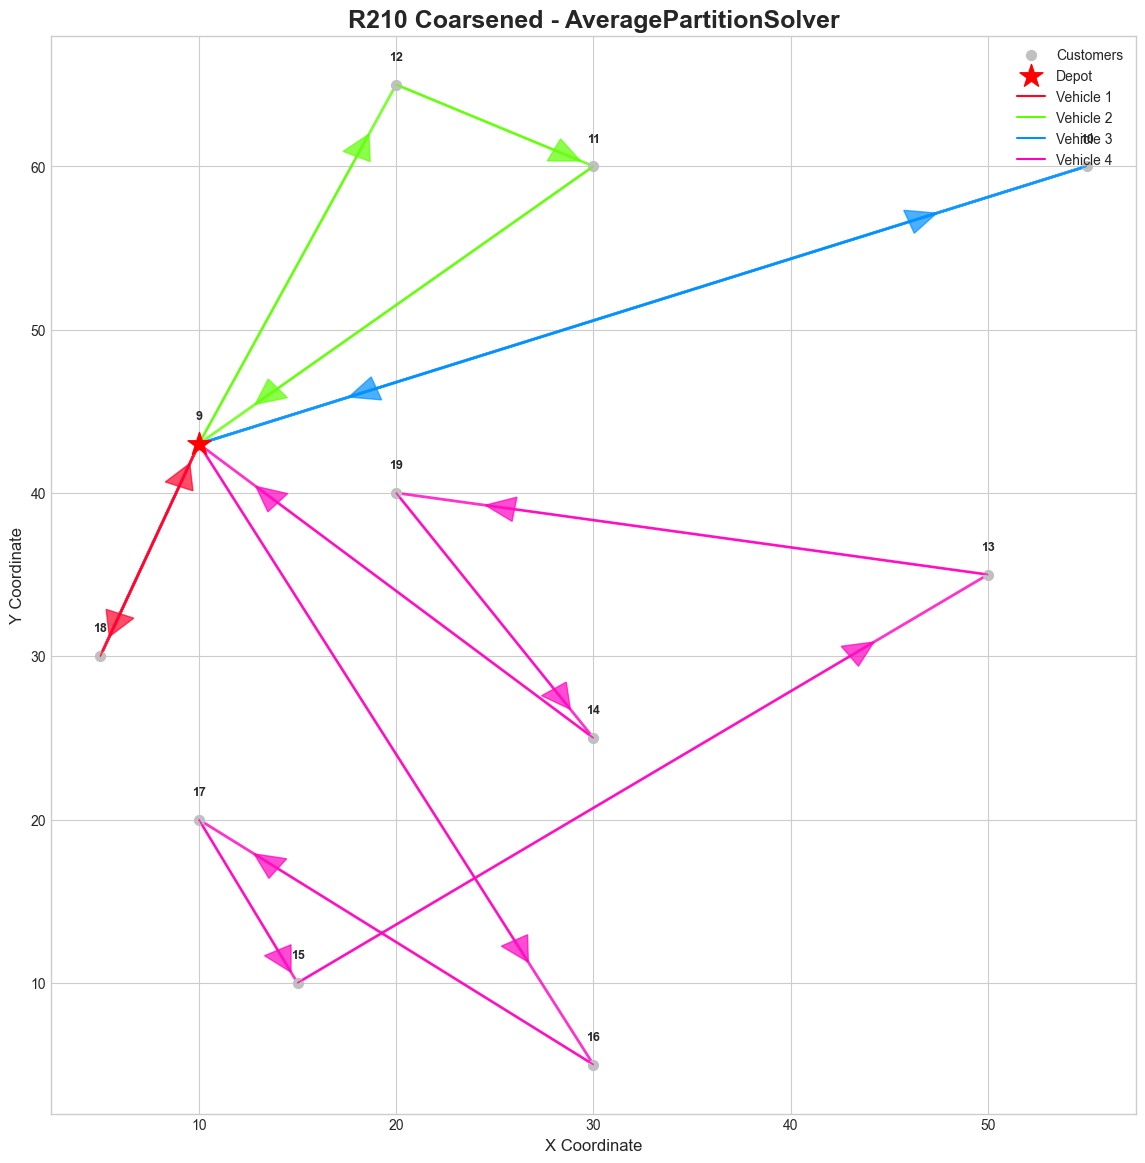 R210 Coarsened - AveragePartitionSolver
Customers
Depot
Vehicle 1
Vehicle 2
Vehicle 3
Vehicle 4
12
11
10
9
19
13
18
14
17
15
16
60
50
40
30
20
10
Y Coordinate
10 20 30 40 50
X Coordinate